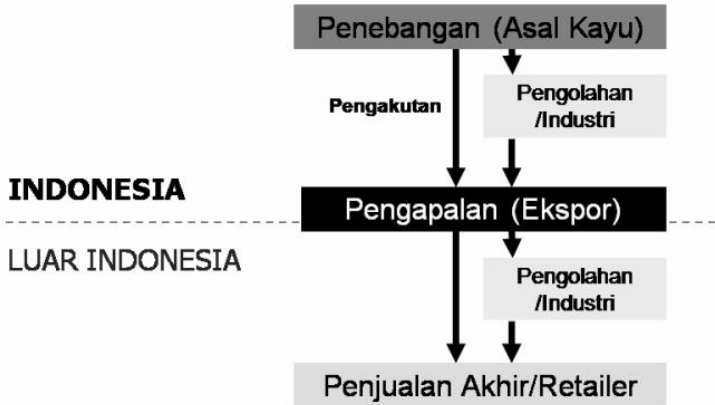 Penebangan (Asal Kayu)
Pengakutan
Pengolahan
/Industri
INDONESIA
Pengapalan (Ekspor)
LUAR INDONESIA
Pengolahan
/Industri
Penjualan Akhir/Retailer